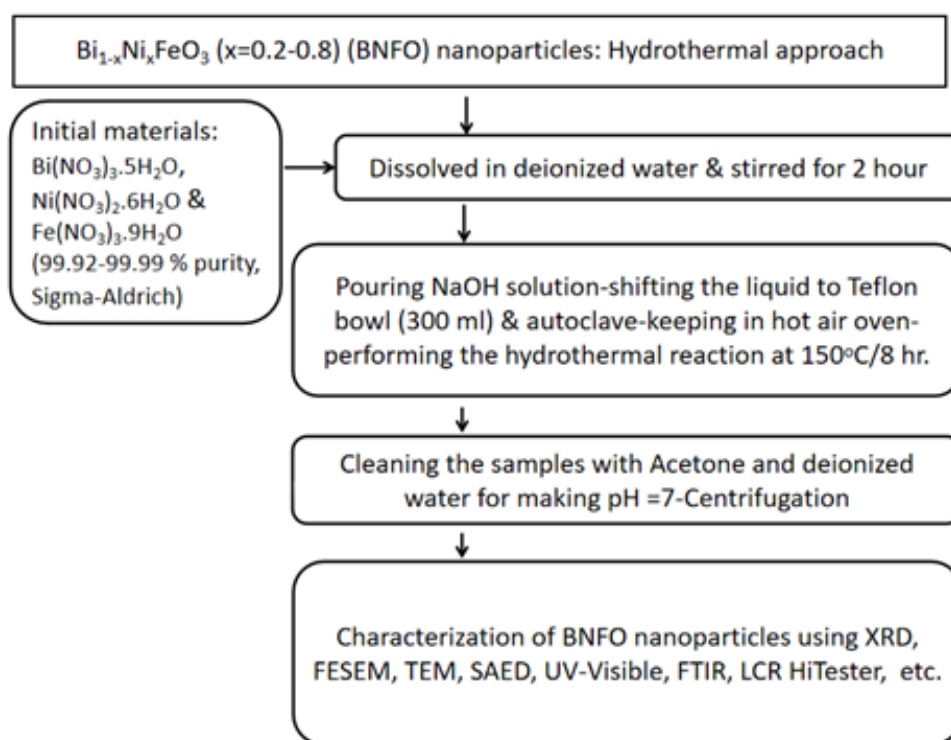 Bi₁₋ₓNiₓFeO₃ (x=0.2-0.8) (BNFO) nanoparticles: Hydrothermal approach
Initial materials:
Bi(NO₃)₃.5H₂O,
Ni(NO₃)₂.6H₂O &
Fe(NO₃)₃.9H₂O
(99.92-99.99 % purity,
Sigma-Aldrich)
Dissolved in deionized water & stirred for 2 hour
Pouring NaOH solution-shifting the liquid to Teflon
bowl (300 ml) & autoclave-keeping in hot air oven-
performing the hydrothermal reaction at 150°C/8 hr.
Cleaning the samples with Acetone and deionized
water for making pH =7-Centrifugation
Characterization of BNFO nanoparticles using XRD,
FESEM, TEM, SAED, UV-Visible, FTIR, LCR HiTester, etc.